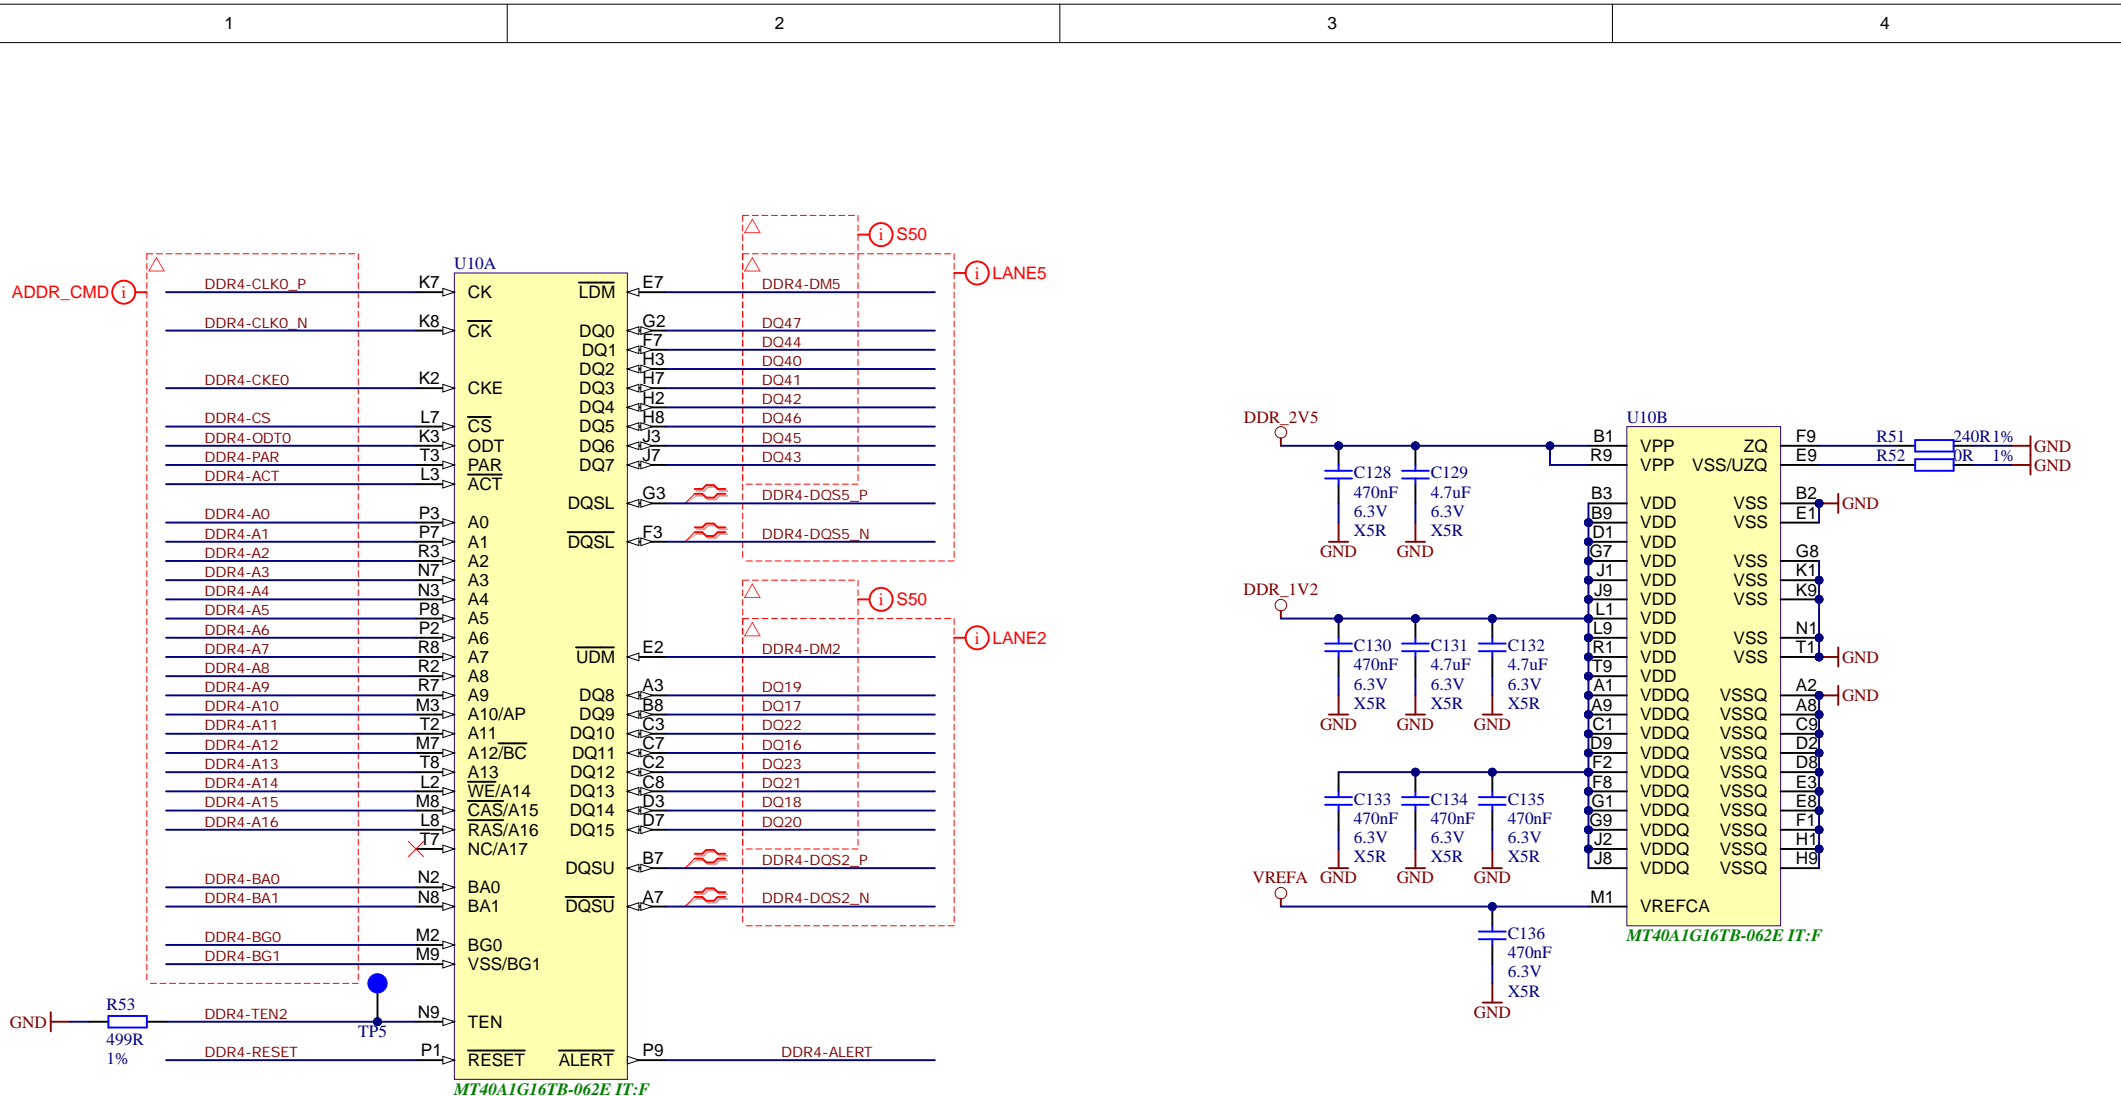 1 2 3 4
S50
U10A
ADDR_CMD i
LANE5
DDR4-CLK0_P K7 CK LDM E7 DDR4-DM5
DDR4-CLK0_N K8 CK DQ0 G2 DQ47
DQ1 F7 DQ44
DQ2 H3 DQ40
DDR4-CKE0 K2 CKE DQ3 H7 DQ41
DQ4 H2 DQ42
DDR4-CS L7 CS DQ5 H8 DQ46
DDR4-ODT0 K3 ODT DQ6 J3 DQ45
DDR4-PAR T3 PAR DQ7 J7 DQ43
DDR4-ACT L3 ACT
DQSL G3 DDR4-DQS5_P
DDR4-A0 P3 A0
DDR4-A1 P7 A1 DQSL F3 DDR4-DQS5_N
DDR4-A2 R3 A2
DDR4-A3 N7 A3
DDR4-A4 N3 A4
S50
DDR4-A5 P8 A5
DDR4-A6 P2 A6
LANE2
DDR4-A7 R8 A7 UDM E2 DDR4-DM2
DDR4-A8 R2 A8
DDR4-A9 R7 A9 DQ8 A3 DQ19
DDR4-A10 M3 A10/AP DQ9 B8 DQ17
DDR4-A11 T2 A11 DQ10 C3 DQ22
DDR4-A12 M7 A12/BC DQ11 C7 DQ16
DDR4-A13 T8 A13 DQ12 C2 DQ23
DDR4-A14 L2 WE/A14 DQ13 C8 DQ21
DDR4-A15 M8 CAS/A15 DQ14 D3 DQ18
DDR4-A16 L8 RAS/A16 DQ15 D7 DQ20
T7 NC/A17
DQSU B7 DDR4-DQS2_P
DDR4-BA0 N2 BA0
DDR4-BA1 N8 BA1 DQSU A7 DDR4-DQS2_N
DDR4-BG0 M2 BG0
DDR4-BG1 M9 VSS/BG1
R53
GND DDR4-TEN2 TP5 N9 TEN
499R
1%
DDR4-RESET P1 RESET ALERT P9 DDR4-ALERT
MT40A1G16TB-062E IT:F
DDR_2V5
U10B
B1 VPP ZQ F9 R51 240R 1% GND
R9 VPP VSS/UZQ E9 R52 0R 1% GND
C128 C129
470nF 4.7uF
6.3V 6.3V
X5R X5R
GND GND
B3 VDD VSS B2 GND
B9 VDD VSS E1
D1 VDD
G7 VDD VSS G8
J1 VDD VSS K1
J9 VDD VSS K9
DDR_1V2
L1 VDD
L9 VDD VSS N1
R1 VDD VSS T1 GND
T9 VDD
C130 C131 C132
470nF 4.7uF 4.7uF
6.3V 6.3V 6.3V
X5R X5R X5R
GND GND GND
A1 VDDQ VSSQ A2 GND
A9 VDDQ VSSQ A8
C1 VDDQ VSSQ C9
D9 VDDQ VSSQ D2
F2 VDDQ VSSQ D8
F8 VDDQ VSSQ E3
G1 VDDQ VSSQ E8
G9 VDDQ VSSQ F1
J2 VDDQ VSSQ H1
J8 VDDQ VSSQ H9
C133 C134 C135
470nF 470nF 470nF
6.3V 6.3V 6.3V
X5R X5R X5R
GND GND GND
VREFA
M1 VREFCA
MT40A1G16TB-062E IT:F
C136
470nF
6.3V
X5R
GND